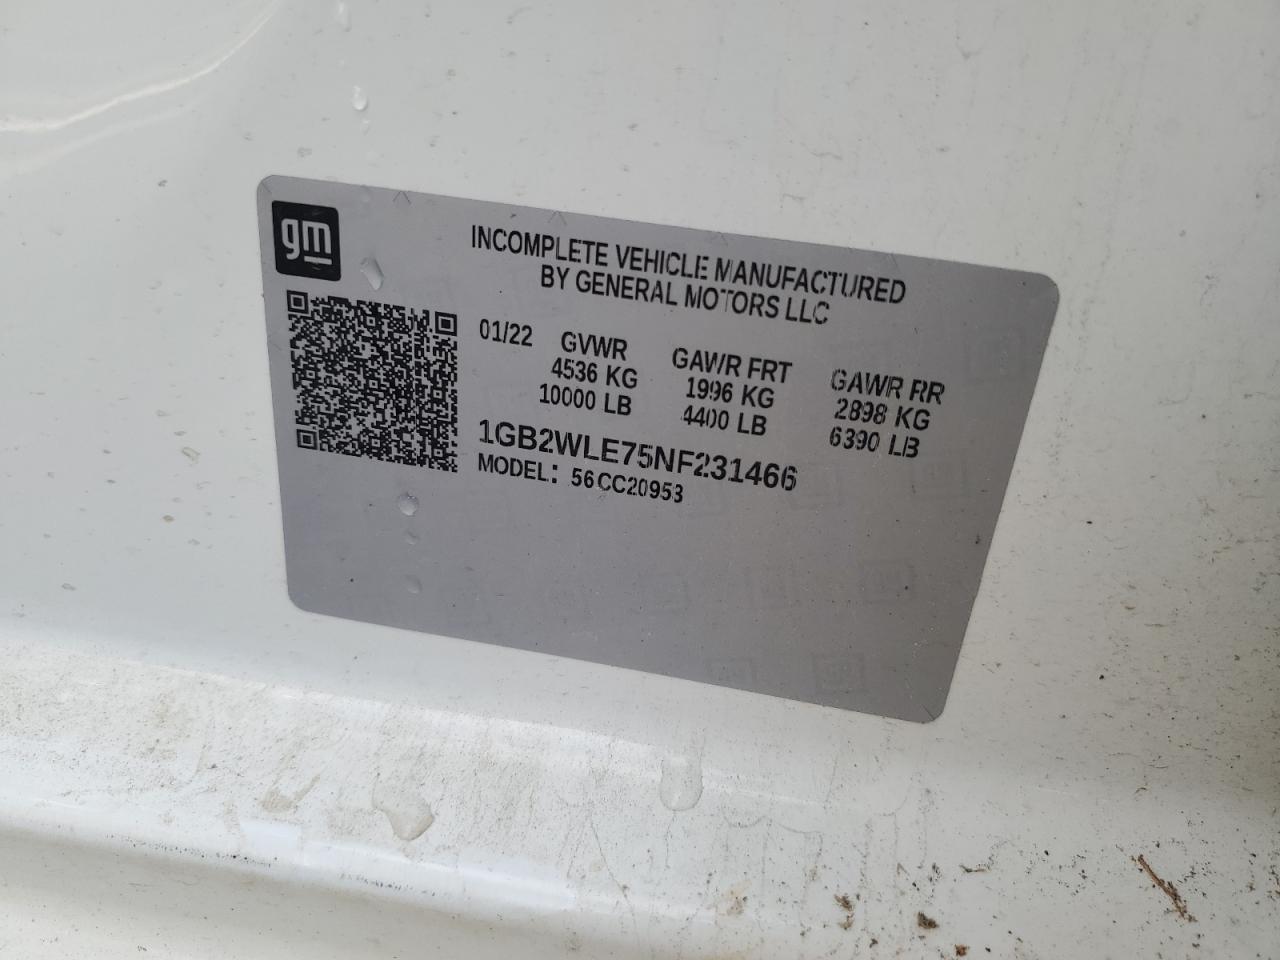 gm
INCOMPLETE VEHICLE MANUFACTURED
BY GENERAL MOTORS LLC
01/22 GVWR GAWR FRT GAWR RR
4536 KG 1996 KG 2898 KG
10000 LB 4400 LB 6390 LB
1GB2WLE75NF231466
MODEL: 56CC20953